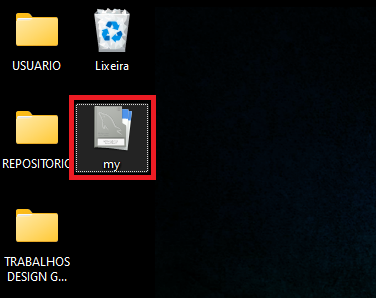 USUARIO
Lixeira
REPOSITORIO
my
TRABALHOS
DESIGN G...